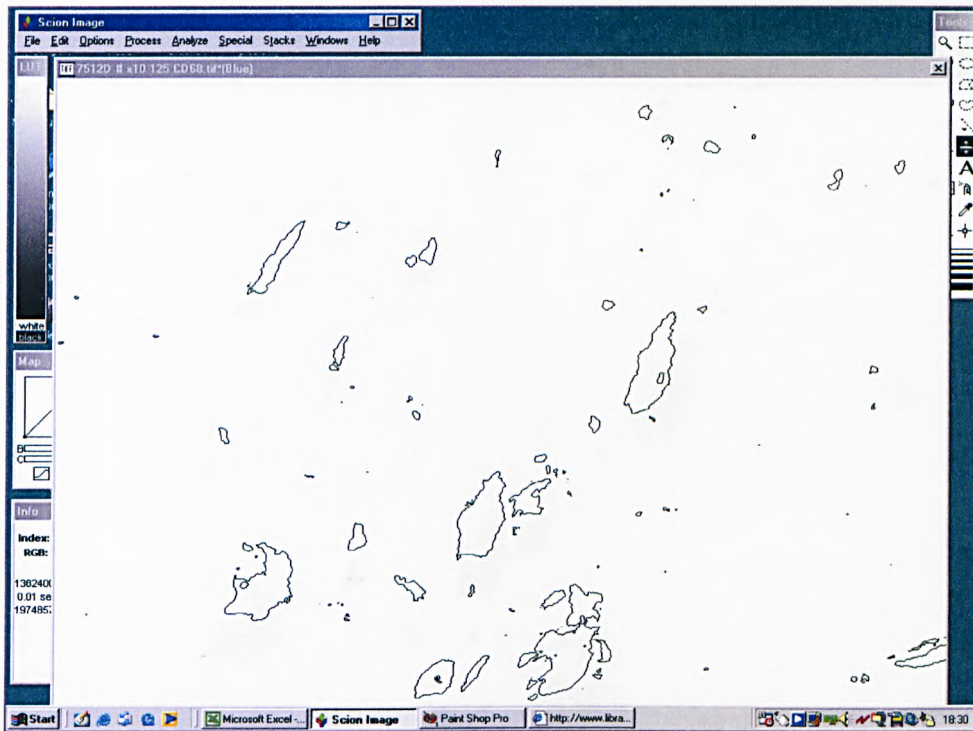 Scion Image
File Edit Options Process Analyze Special Stacks Windows Help
Tools
LUT
75120 II x10 125 CD68.tif*(Blue)
A
white
black
Map
B
C
Info
Index:
RGB:
1382400
0.01 se
Start
Microsoft Excel -...
Scion Image
Paint Shop Pro
http://www.libra...
18:30